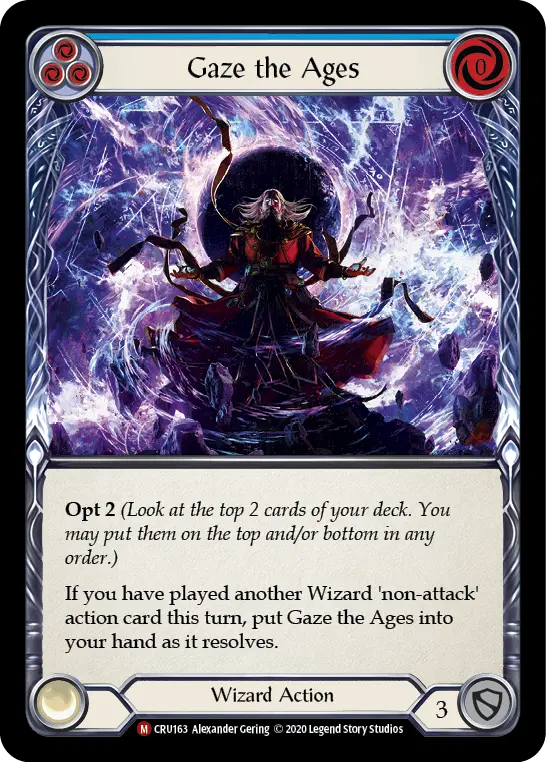 Gaze the Ages
0
Opt 2 (Look at the top 2 cards of your deck. You
may put them on the top and/or bottom in any
order.)
If you have played another Wizard 'non-attack'
action card this turn, put Gaze the Ages into
your hand as it resolves.
Wizard Action
3
M CRU163 Alexander Gering © 2020 Legend Story Studios